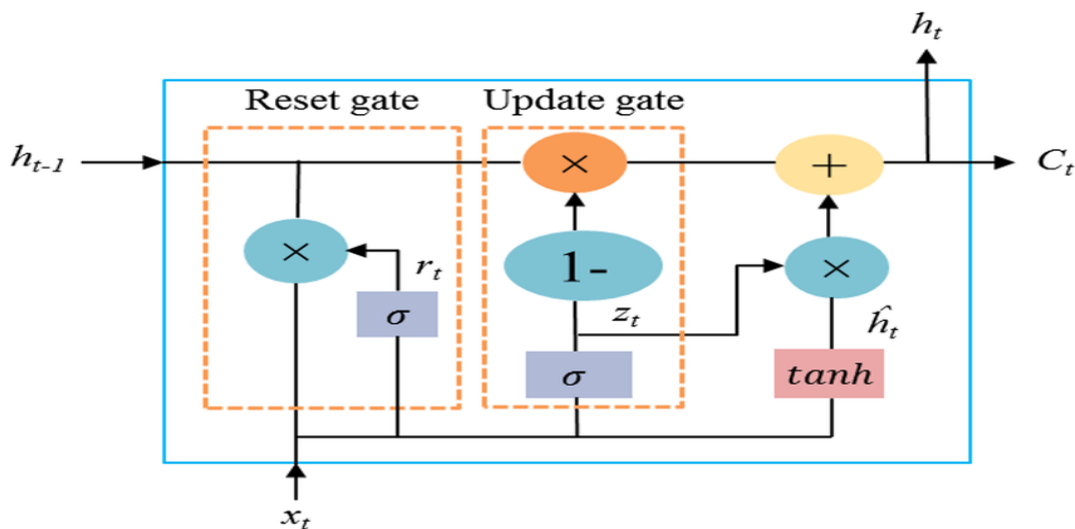 h_t
Reset gate
Update gate
h_{t-1}
×
+
C_t
×
r_t
1-
×
σ
z_t
ĥ_t
σ
tanh
x_t